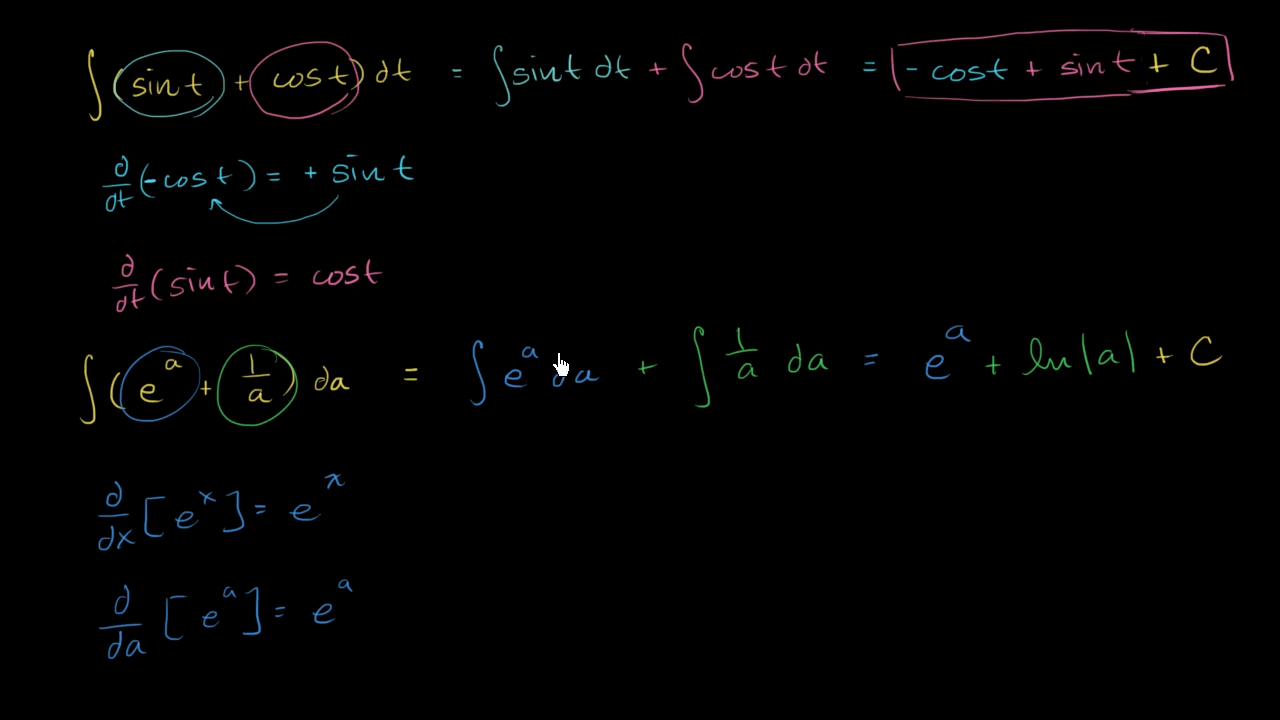 ∫(sin t + cos t) dt = ∫sin t dt + ∫cos t dt = -cos t + sin t + C
d/dt (-cos t) = + sin t
d/dt (sin t) = cos t
∫(e^a + 1/a) da = ∫e^a da + ∫1/a da = e^a + ln|a| + C
d/dx [e^x] = e^x
d/da [e^a] = e^a